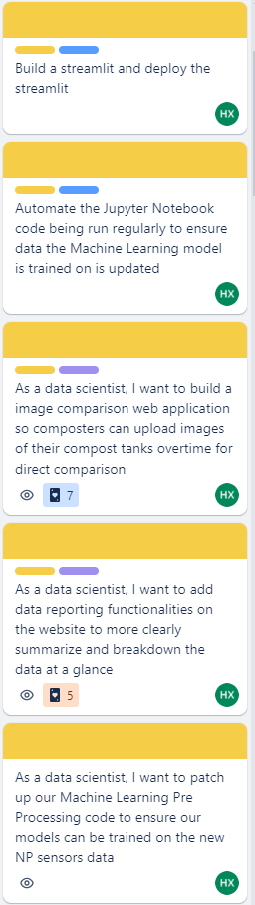 Build a streamlit and deploy the
streamlit
HX
Automate the Jupyter Notebook
code being run regularly to ensure
data the Machine Learning model
is trained on is updated
HX
As a data scientist, I want to build a
image comparison web application
so composters can upload images
of their compost tanks overtime for
direct comparison
7
HX
As a data scientist, I want to add
data reporting functionalities on
the website to more clearly
summarize and breakdown the
data at a glance
5
HX
As a data scientist, I want to patch
up our Machine Learning Pre
Processing code to ensure our
models can be trained on the new
NP sensors data
HX